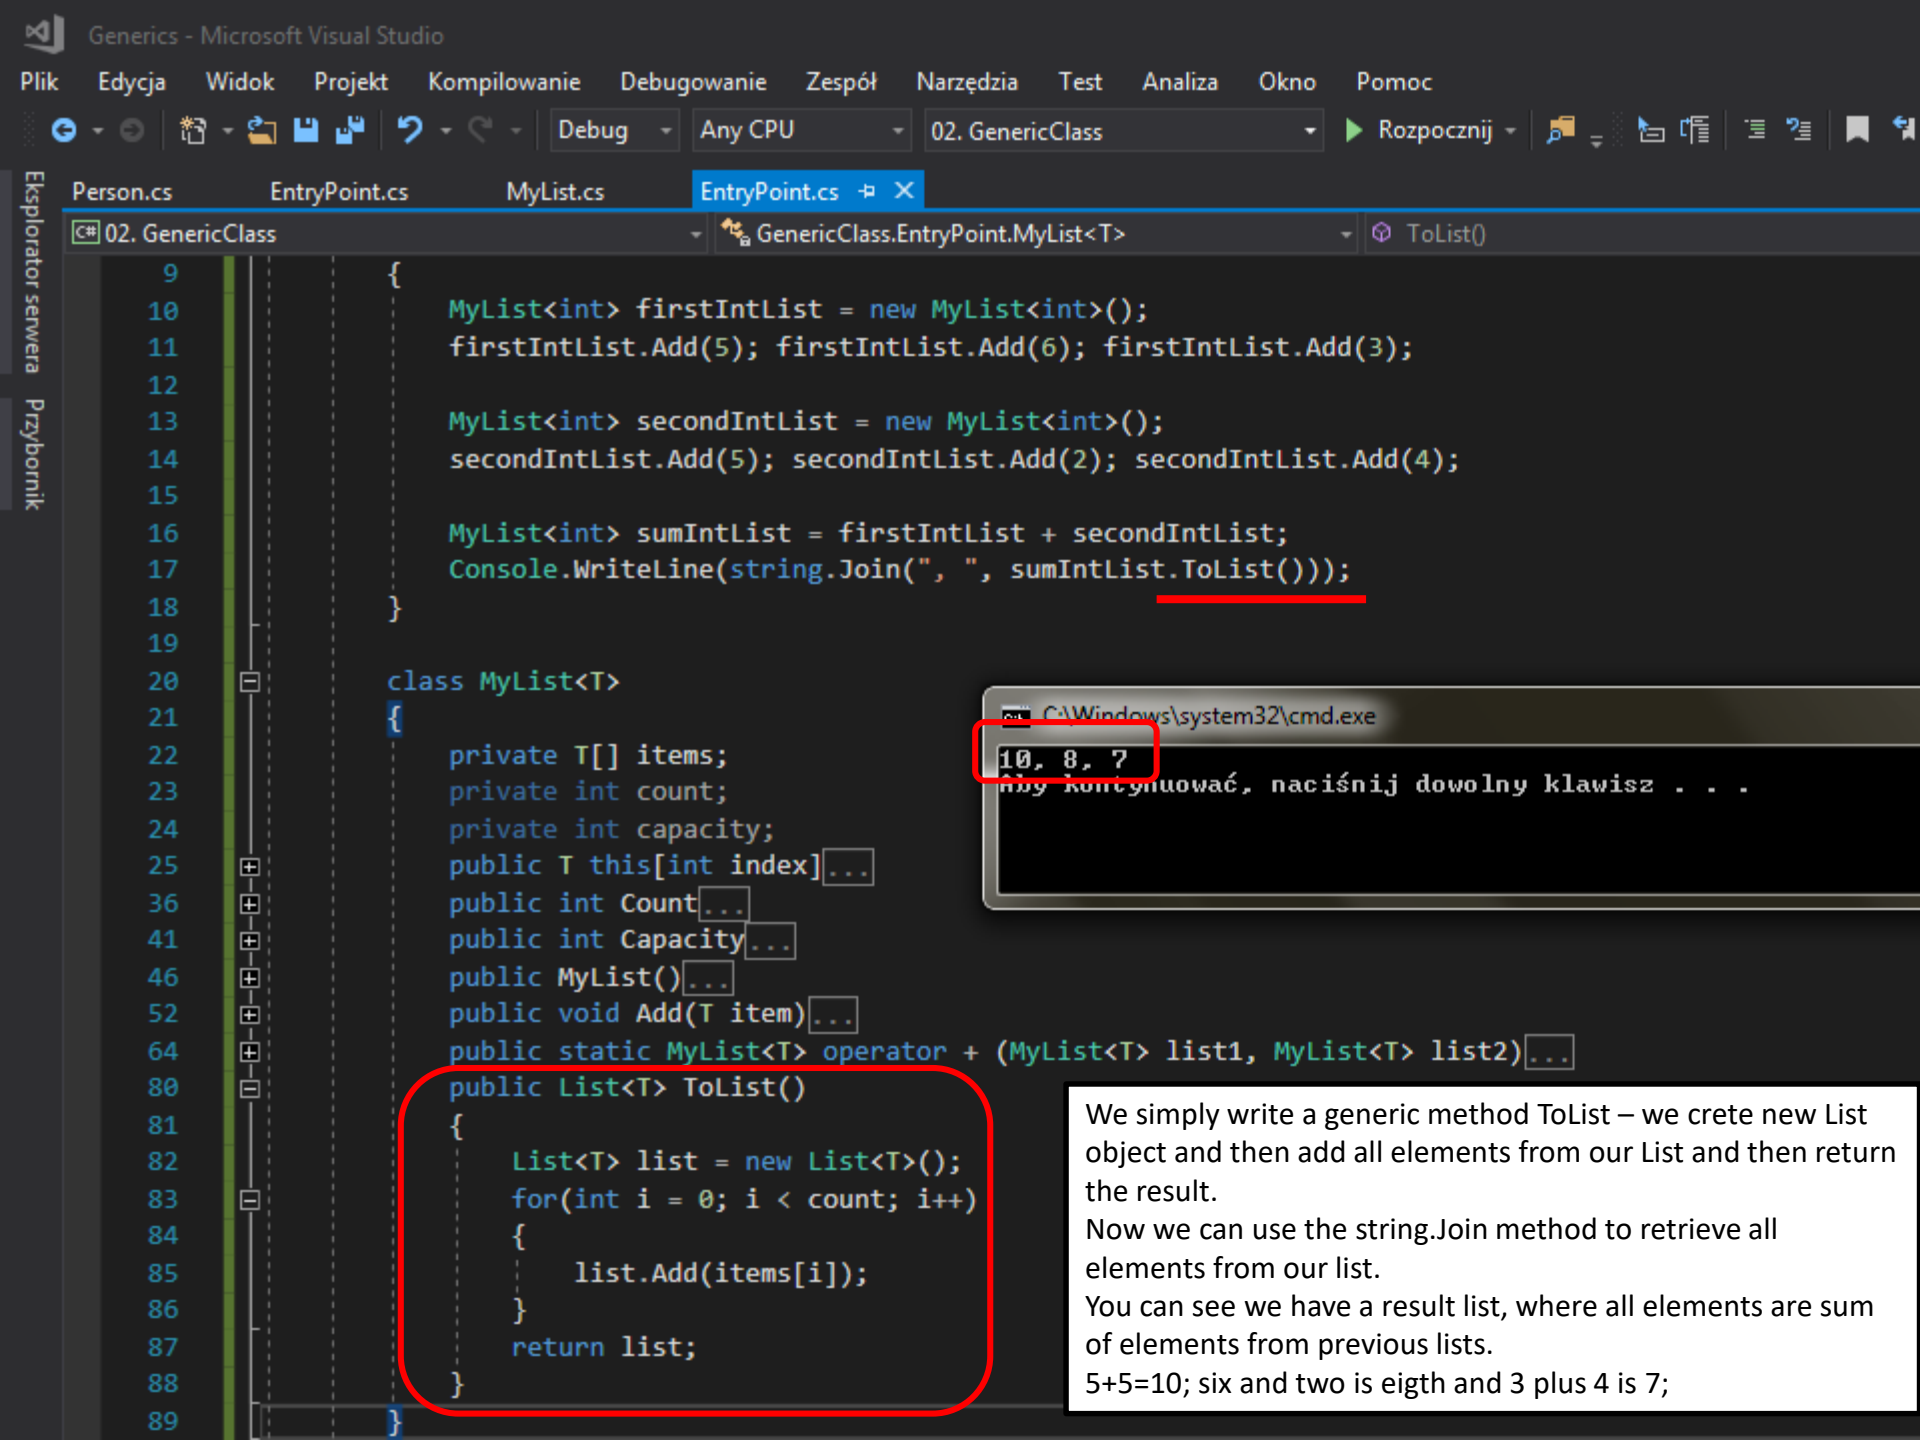 Generics - Microsoft Visual Studio
Plik Edycja Widok Projekt Kompilowanie Debugowanie Zespół Narzędzia Test Analiza Okno Pomoc
Debug Any CPU 02. GenericClass Rozpocznij
Eksplorator serwera
Przybornik
Person.cs EntryPoint.cs MyList.cs EntryPoint.cs
C# 02. GenericClass GenericClass.EntryPoint.MyList<T> ToList()
9 {
10 MyList<int> firstIntList = new MyList<int>();
11 firstIntList.Add(5); firstIntList.Add(6); firstIntList.Add(3);
12
13 MyList<int> secondIntList = new MyList<int>();
14 secondIntList.Add(5); secondIntList.Add(2); secondIntList.Add(4);
15
16 MyList<int> sumIntList = firstIntList + secondIntList;
17 Console.WriteLine(string.Join(", ", sumIntList.ToList()));
18 }
19
20 class MyList<T>
21 {
22 private T[] items;
23 private int count;
24 private int capacity;
25 public T this[int index]...
36 public int Count...
41 public int Capacity...
46 public MyList()...
52 public void Add(T item)...
64 public static MyList<T> operator + (MyList<T> list1, MyList<T> list2)...
80 public List<T> ToList()
81 {
82 List<T> list = new List<T>();
83 for(int i = 0; i < count; i++)
84 {
85 list.Add(items[i]);
86 }
87 return list;
88 }
89 }
C:\Windows\system32\cmd.exe
10, 8, 7
Aby kontynuować, naciśnij dowolny klawisz . . .
We simply write a generic method ToList – we crete new List
object and then add all elements from our List and then return
the result.
Now we can use the string.Join method to retrieve all
elements from our list.
You can see we have a result list, where all elements are sum
of elements from previous lists.
5+5=10; six and two is eigth and 3 plus 4 is 7;